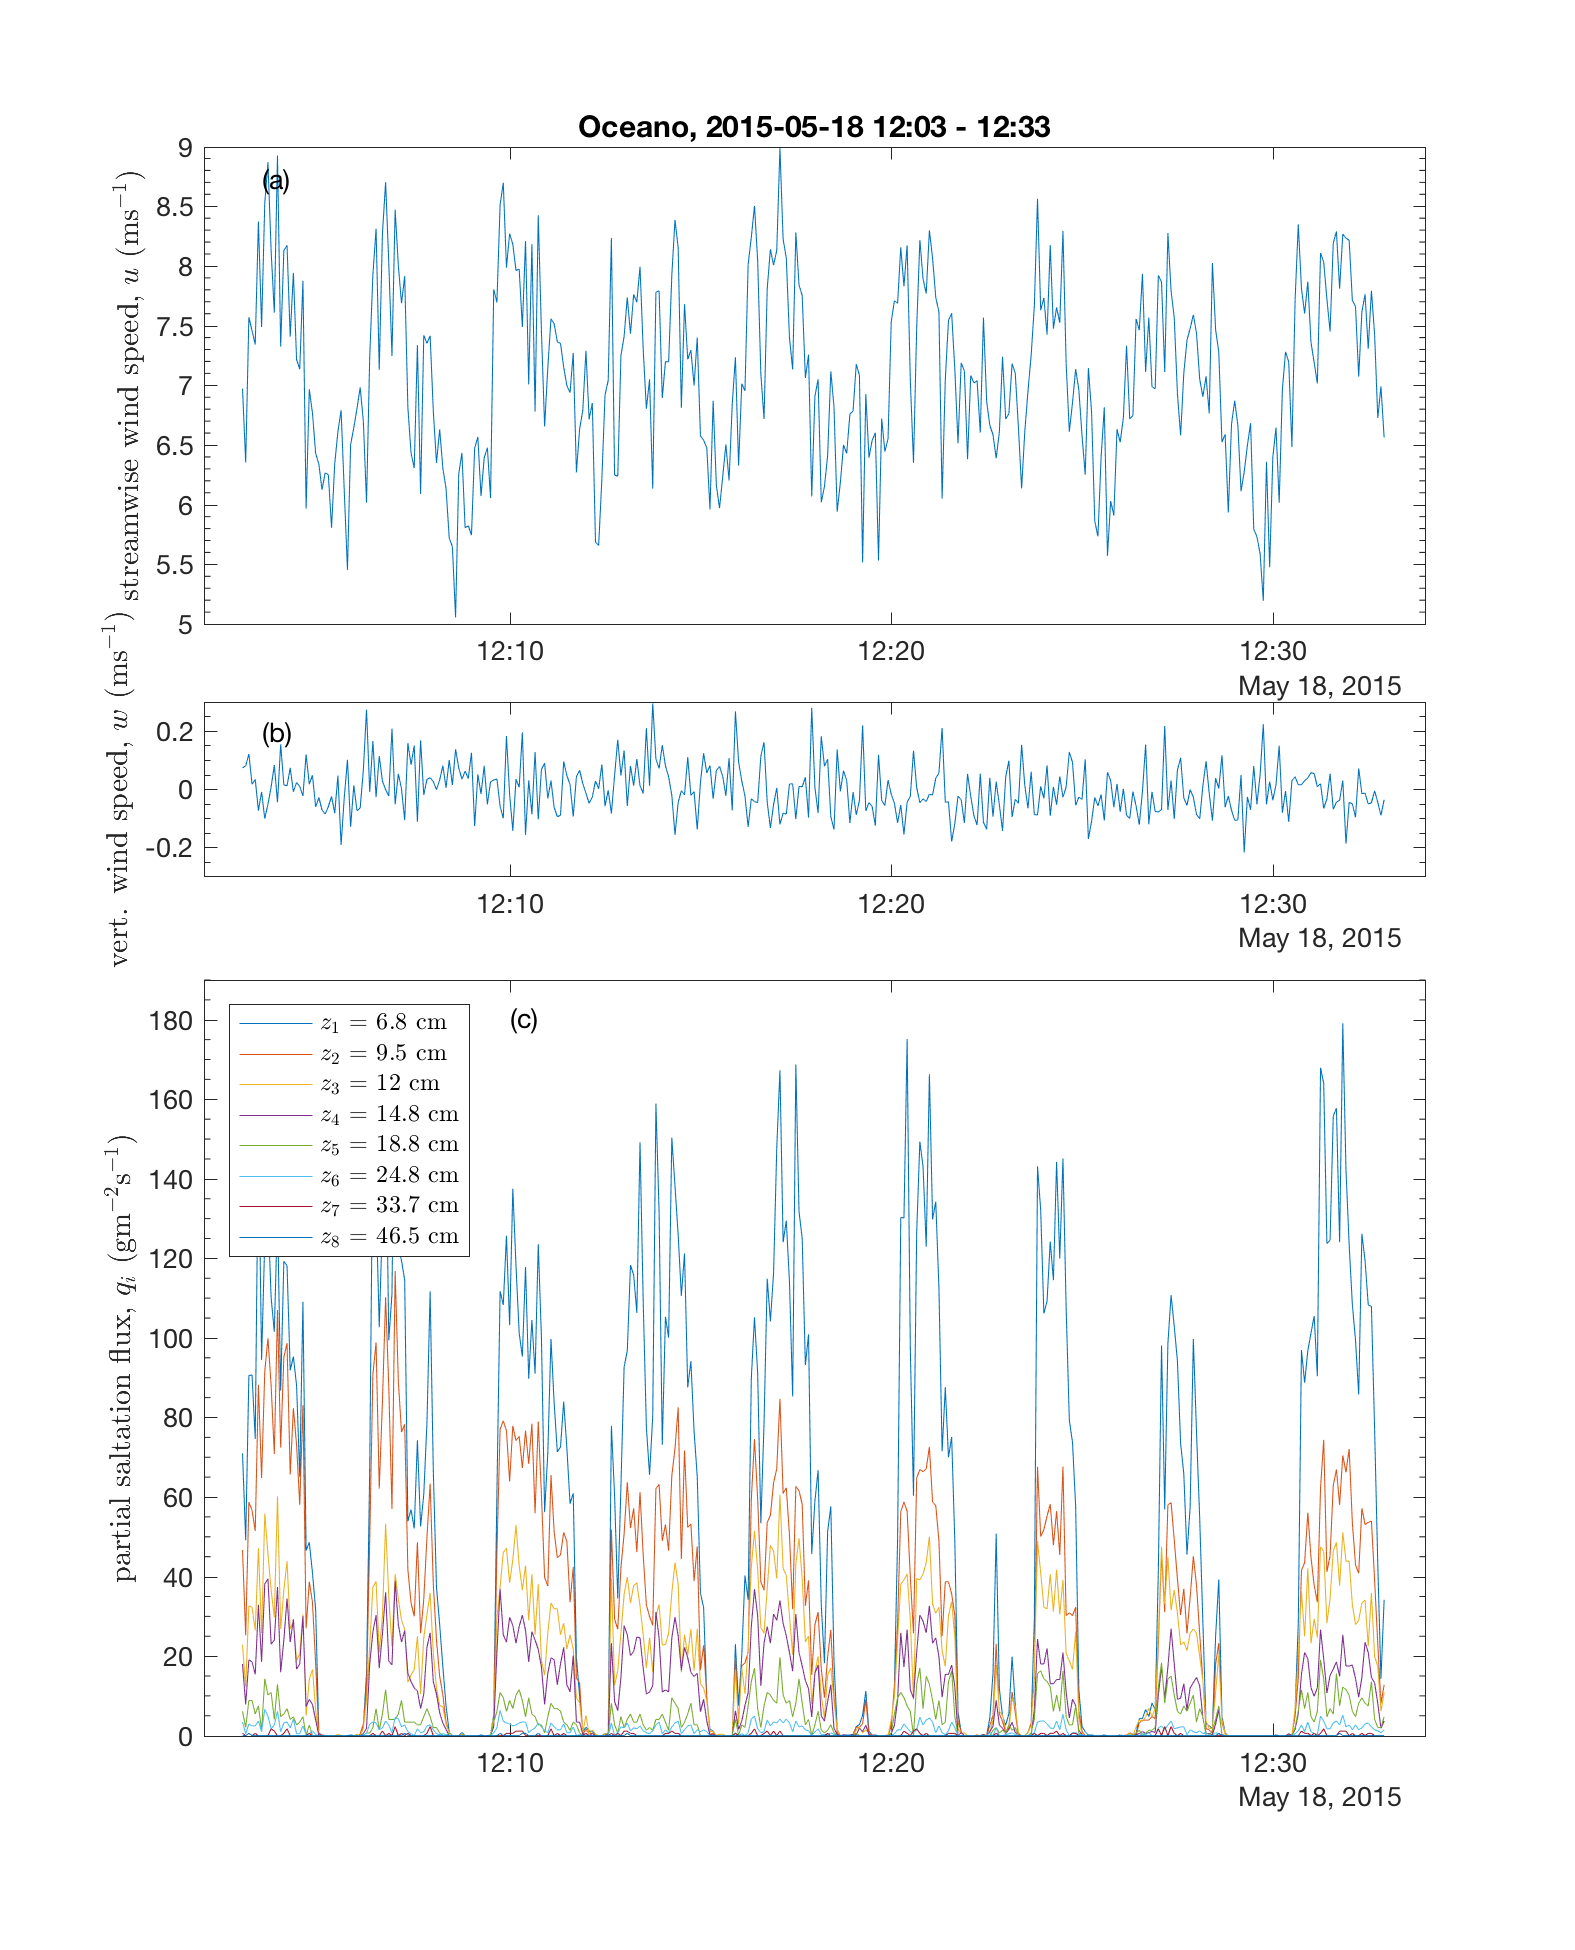 Oceano, 2015-05-18 12:03 - 12:33
(a)
streamwise wind speed, u (ms⁻¹)
9
8.5
8
7.5
7
6.5
6
5.5
5
12:10 12:20 12:30
May 18, 2015
(b)
vert. wind speed, w (ms⁻¹)
0.2
0
-0.2
12:10 12:20 12:30
May 18, 2015
(c)
partial saltation flux, qᵢ (gm⁻²s⁻¹)
180
160
140
120
100
80
60
40
20
0
z₁ = 6.8 cm
z₂ = 9.5 cm
z₃ = 12 cm
z₄ = 14.8 cm
z₅ = 18.8 cm
z₆ = 24.8 cm
z₇ = 33.7 cm
z₈ = 46.5 cm
12:10 12:20 12:30
May 18, 2015